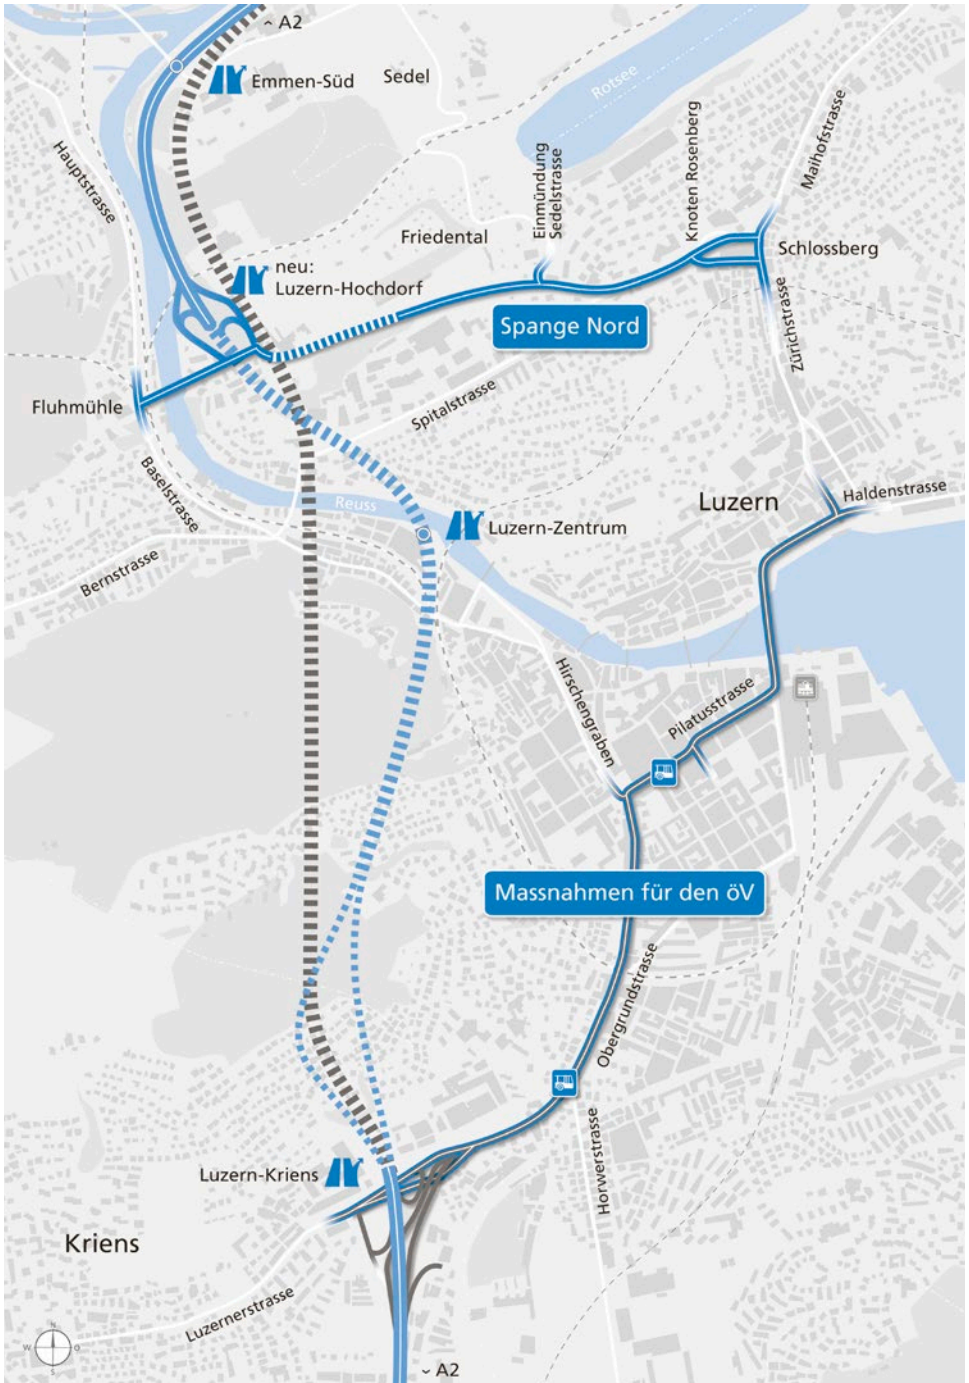 ⌃ A2
Emmen-Süd
Sedel
Rotsee
Hauptstrasse
Einmündung
Sedelstrasse
Knoten Rosenberg
Maihofstrasse
neu:
Luzern-Hochdorf
Friedental
Schlossberg
Spange Nord
Zürichstrasse
Fluhmühle
Spitalstrasse
Baselstrasse
Reuss
Luzern-Zentrum
Luzern
Haldenstrasse
Bernstrasse
Hirschengraben
Pilatusstrasse
Massnahmen für den öV
Obergrundstrasse
Luzern-Kriens
Horwerstrasse
Kriens
Luzernerstrasse
N
W O
S
⌄ A2